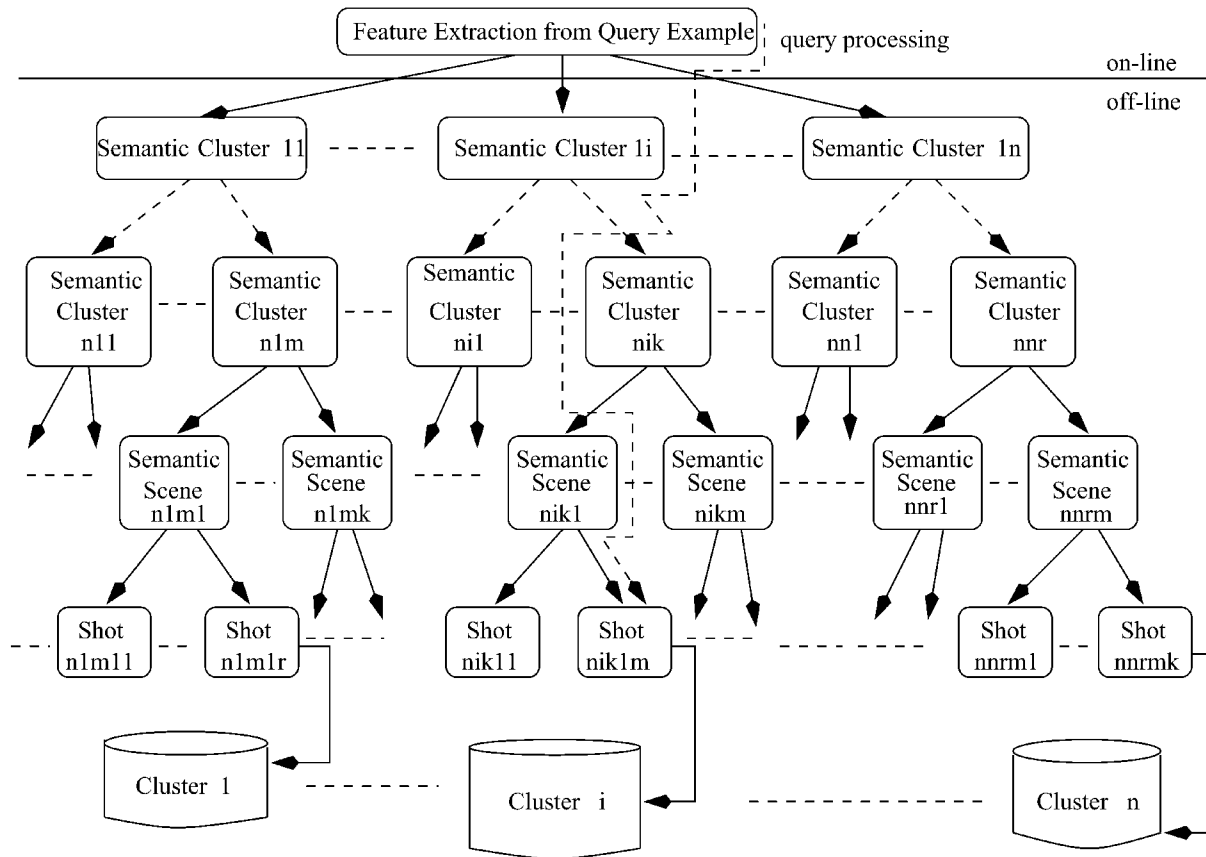 Feature Extraction from Query Example
query processing
on-line
off-line
Semantic Cluster 11
Semantic Cluster 1i
Semantic Cluster 1n
Semantic
Cluster
n11
Semantic
Cluster
n1m
Semantic
Cluster
ni1
Semantic
Cluster
nik
Semantic
Cluster
nn1
Semantic
Cluster
nnr
Semantic
Scene
n1m1
Semantic
Scene
n1mk
Semantic
Scene
nik1
Semantic
Scene
nikm
Semantic
Scene
nnr1
Semantic
Scene
nnrm
Shot
n1m11
Shot
n1m1r
Shot
nik11
Shot
nik1m
Shot
nnrm1
Shot
nnrmk
Cluster 1
Cluster i
Cluster n